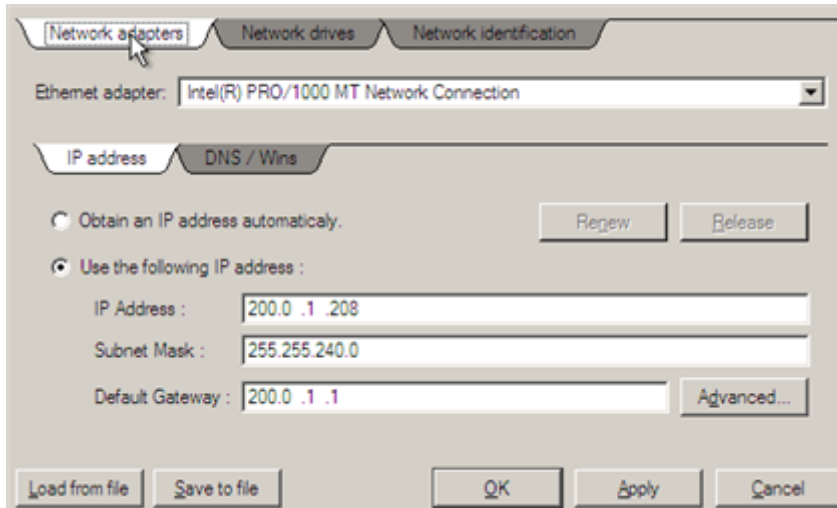 Network adapters Network drives Network identification
Ethernet adapter: Intel(R) PRO/1000 MT Network Connection
IP address DNS / Wins
Obtain an IP address automaticaly. Renew Release
Use the following IP address :
IP Address : 200.0 .1 .208
Subnet Mask : 255.255.240.0
Default Gateway : 200.0 .1 .1 Advanced...
Load from file Save to file OK Apply Cancel